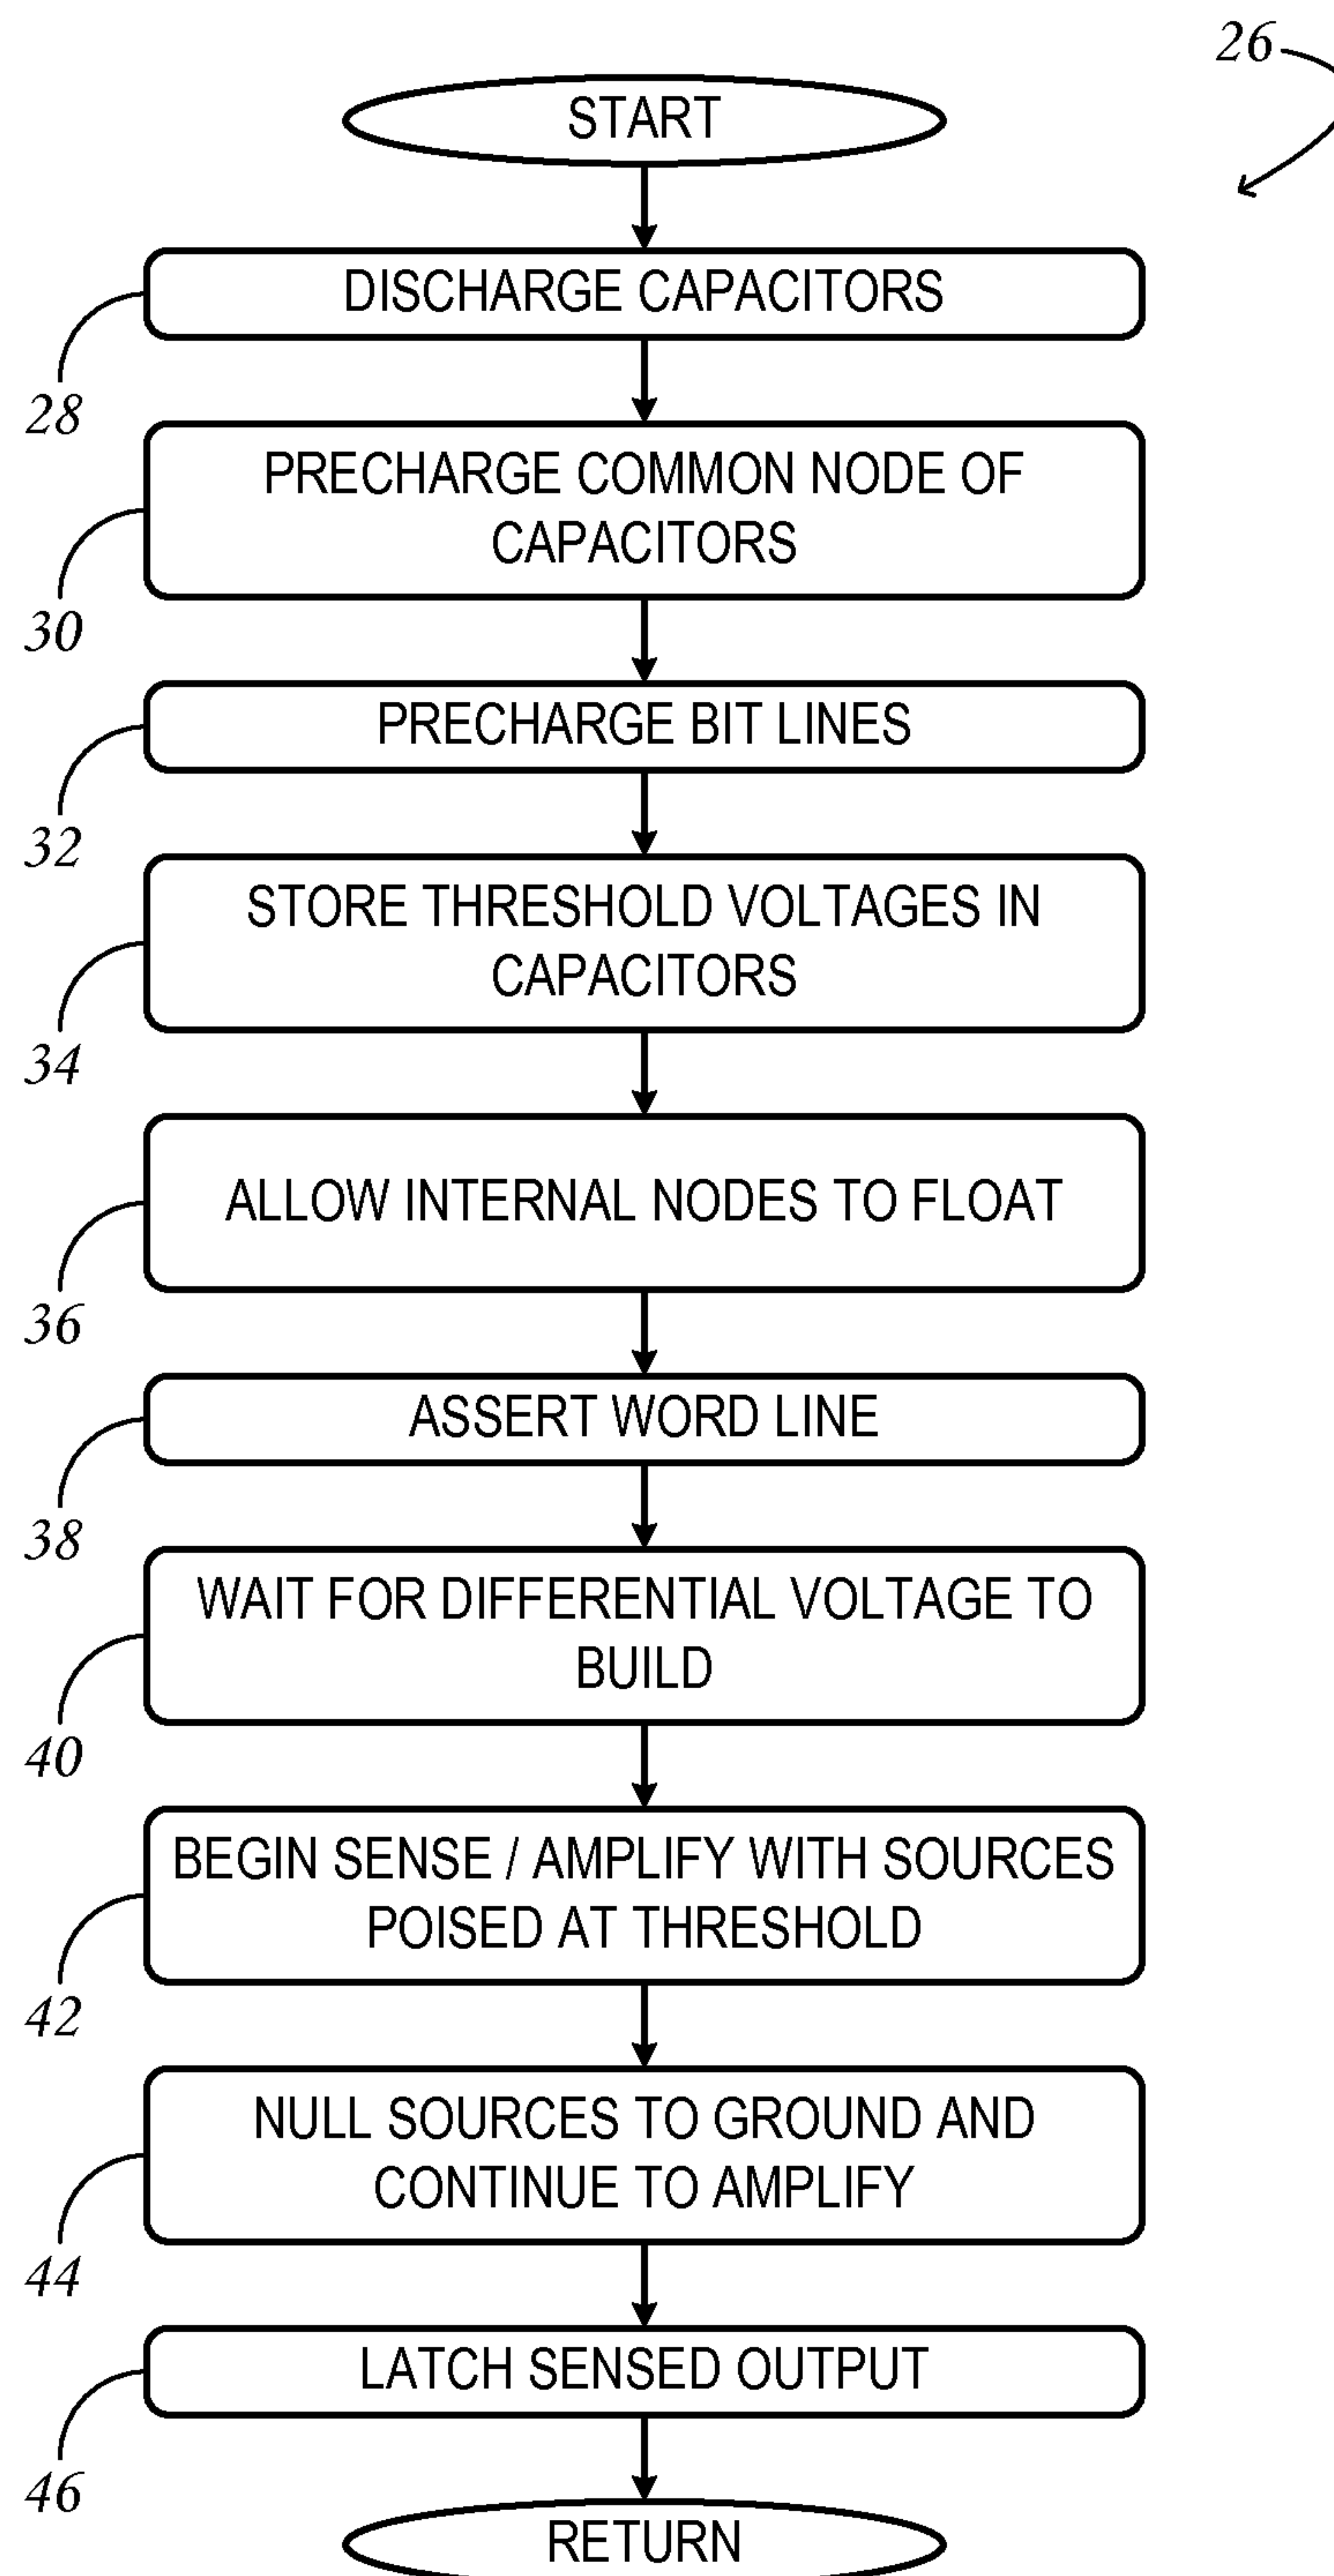 26
START
DISCHARGE CAPACITORS
28
PRECHARGE COMMON NODE OF
CAPACITORS
30
PRECHARGE BIT LINES
32
STORE THRESHOLD VOLTAGES IN
CAPACITORS
34
ALLOW INTERNAL NODES TO FLOAT
36
ASSERT WORD LINE
38
WAIT FOR DIFFERENTIAL VOLTAGE TO
BUILD
40
BEGIN SENSE / AMPLIFY WITH SOURCES
POISED AT THRESHOLD
42
NULL SOURCES TO GROUND AND
CONTINUE TO AMPLIFY
44
LATCH SENSED OUTPUT
46
RETURN